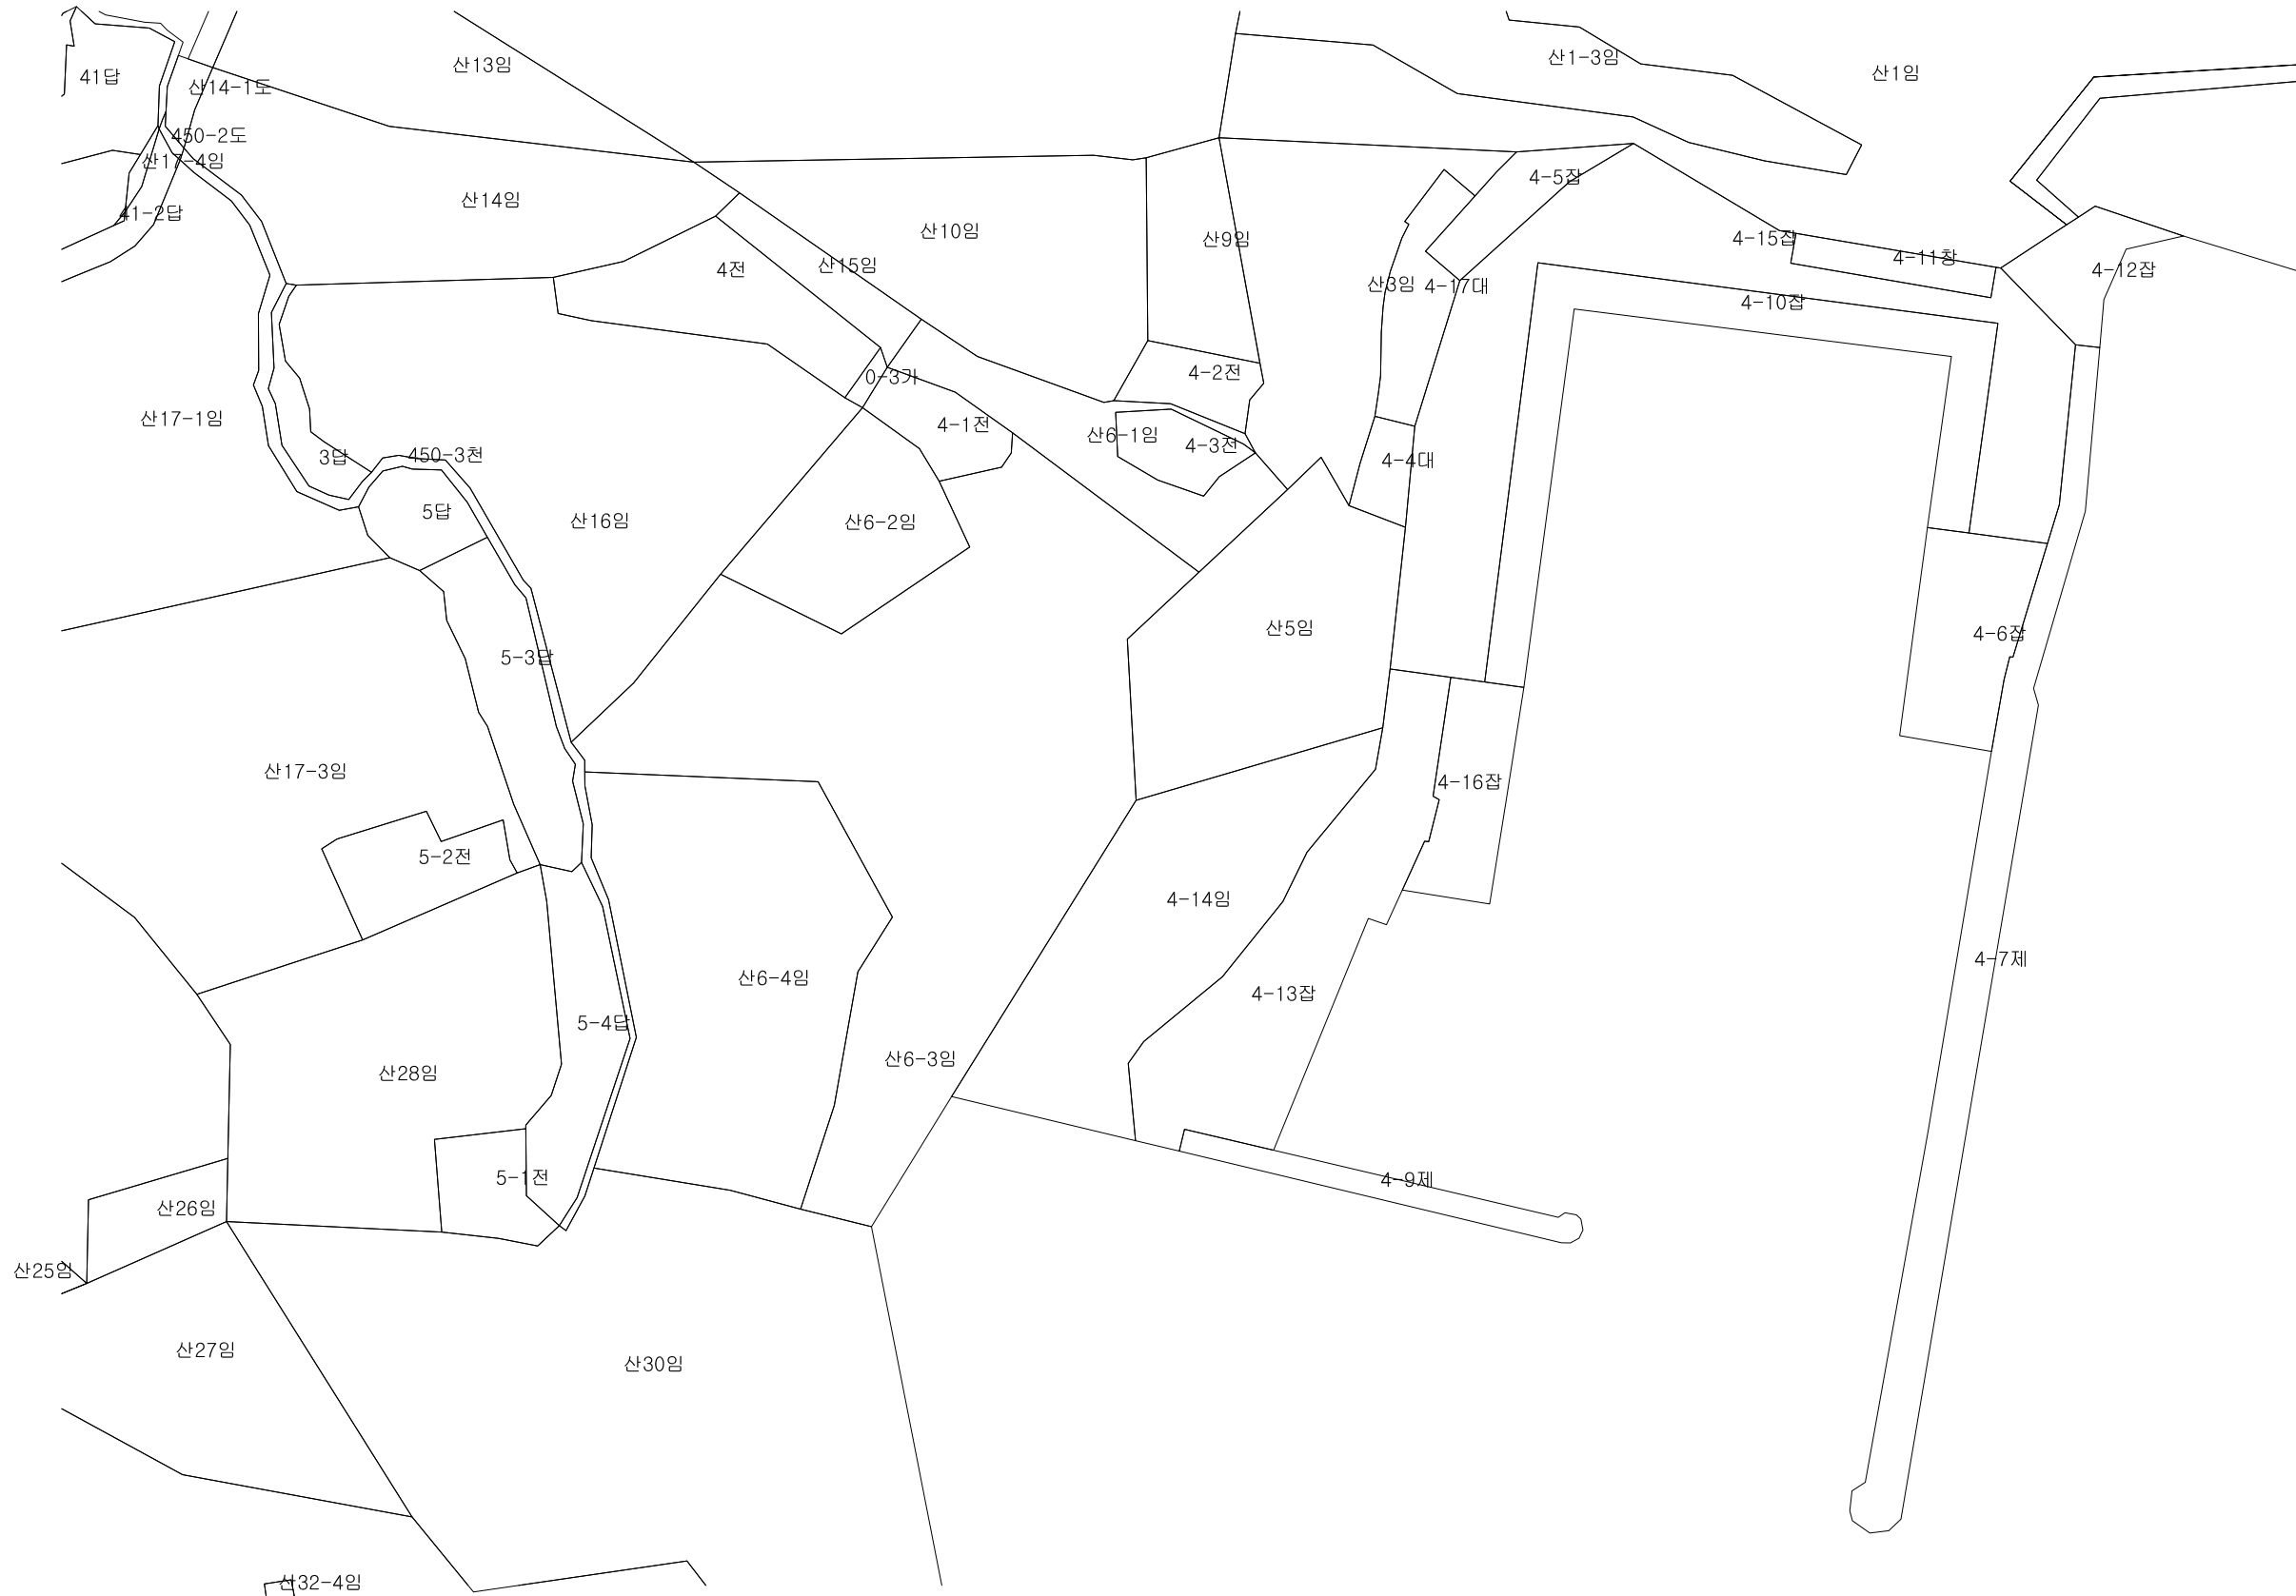 산1-3임
산13임
산1임
41답
산14-1도
450-2도
산17-4임
4-5잡
산14임
41-2답
산10임
산9임
4-15잡
4-11창
산15임
4전
4-12잡
산3임
4-17대
4-10잡
4-2전
0-3가
산17-1임
4-1전
산6-1임
4-3전
3답
450-3천
4-4대
5답
산16임
산6-2임
산5임
4-6잡
5-3답
산17-3임
4-16잡
5-2전
4-14임
4-7제
산6-4임
4-13잡
5-4답
산6-3임
산28임
5-1전
4-9제
산26임
산25임
산27임
산30임
산32-4임